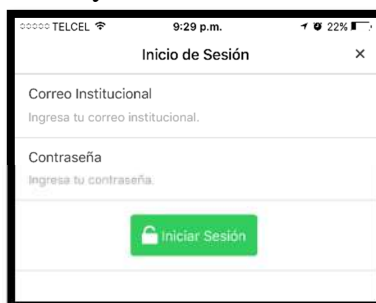 TELCEL 9:29 p.m. 22%
Inicio de Sesión ×
Correo Institucional
Ingresa tu correo institucional.
Contraseña
Ingresa tu contraseña.
Iniciar Sesión